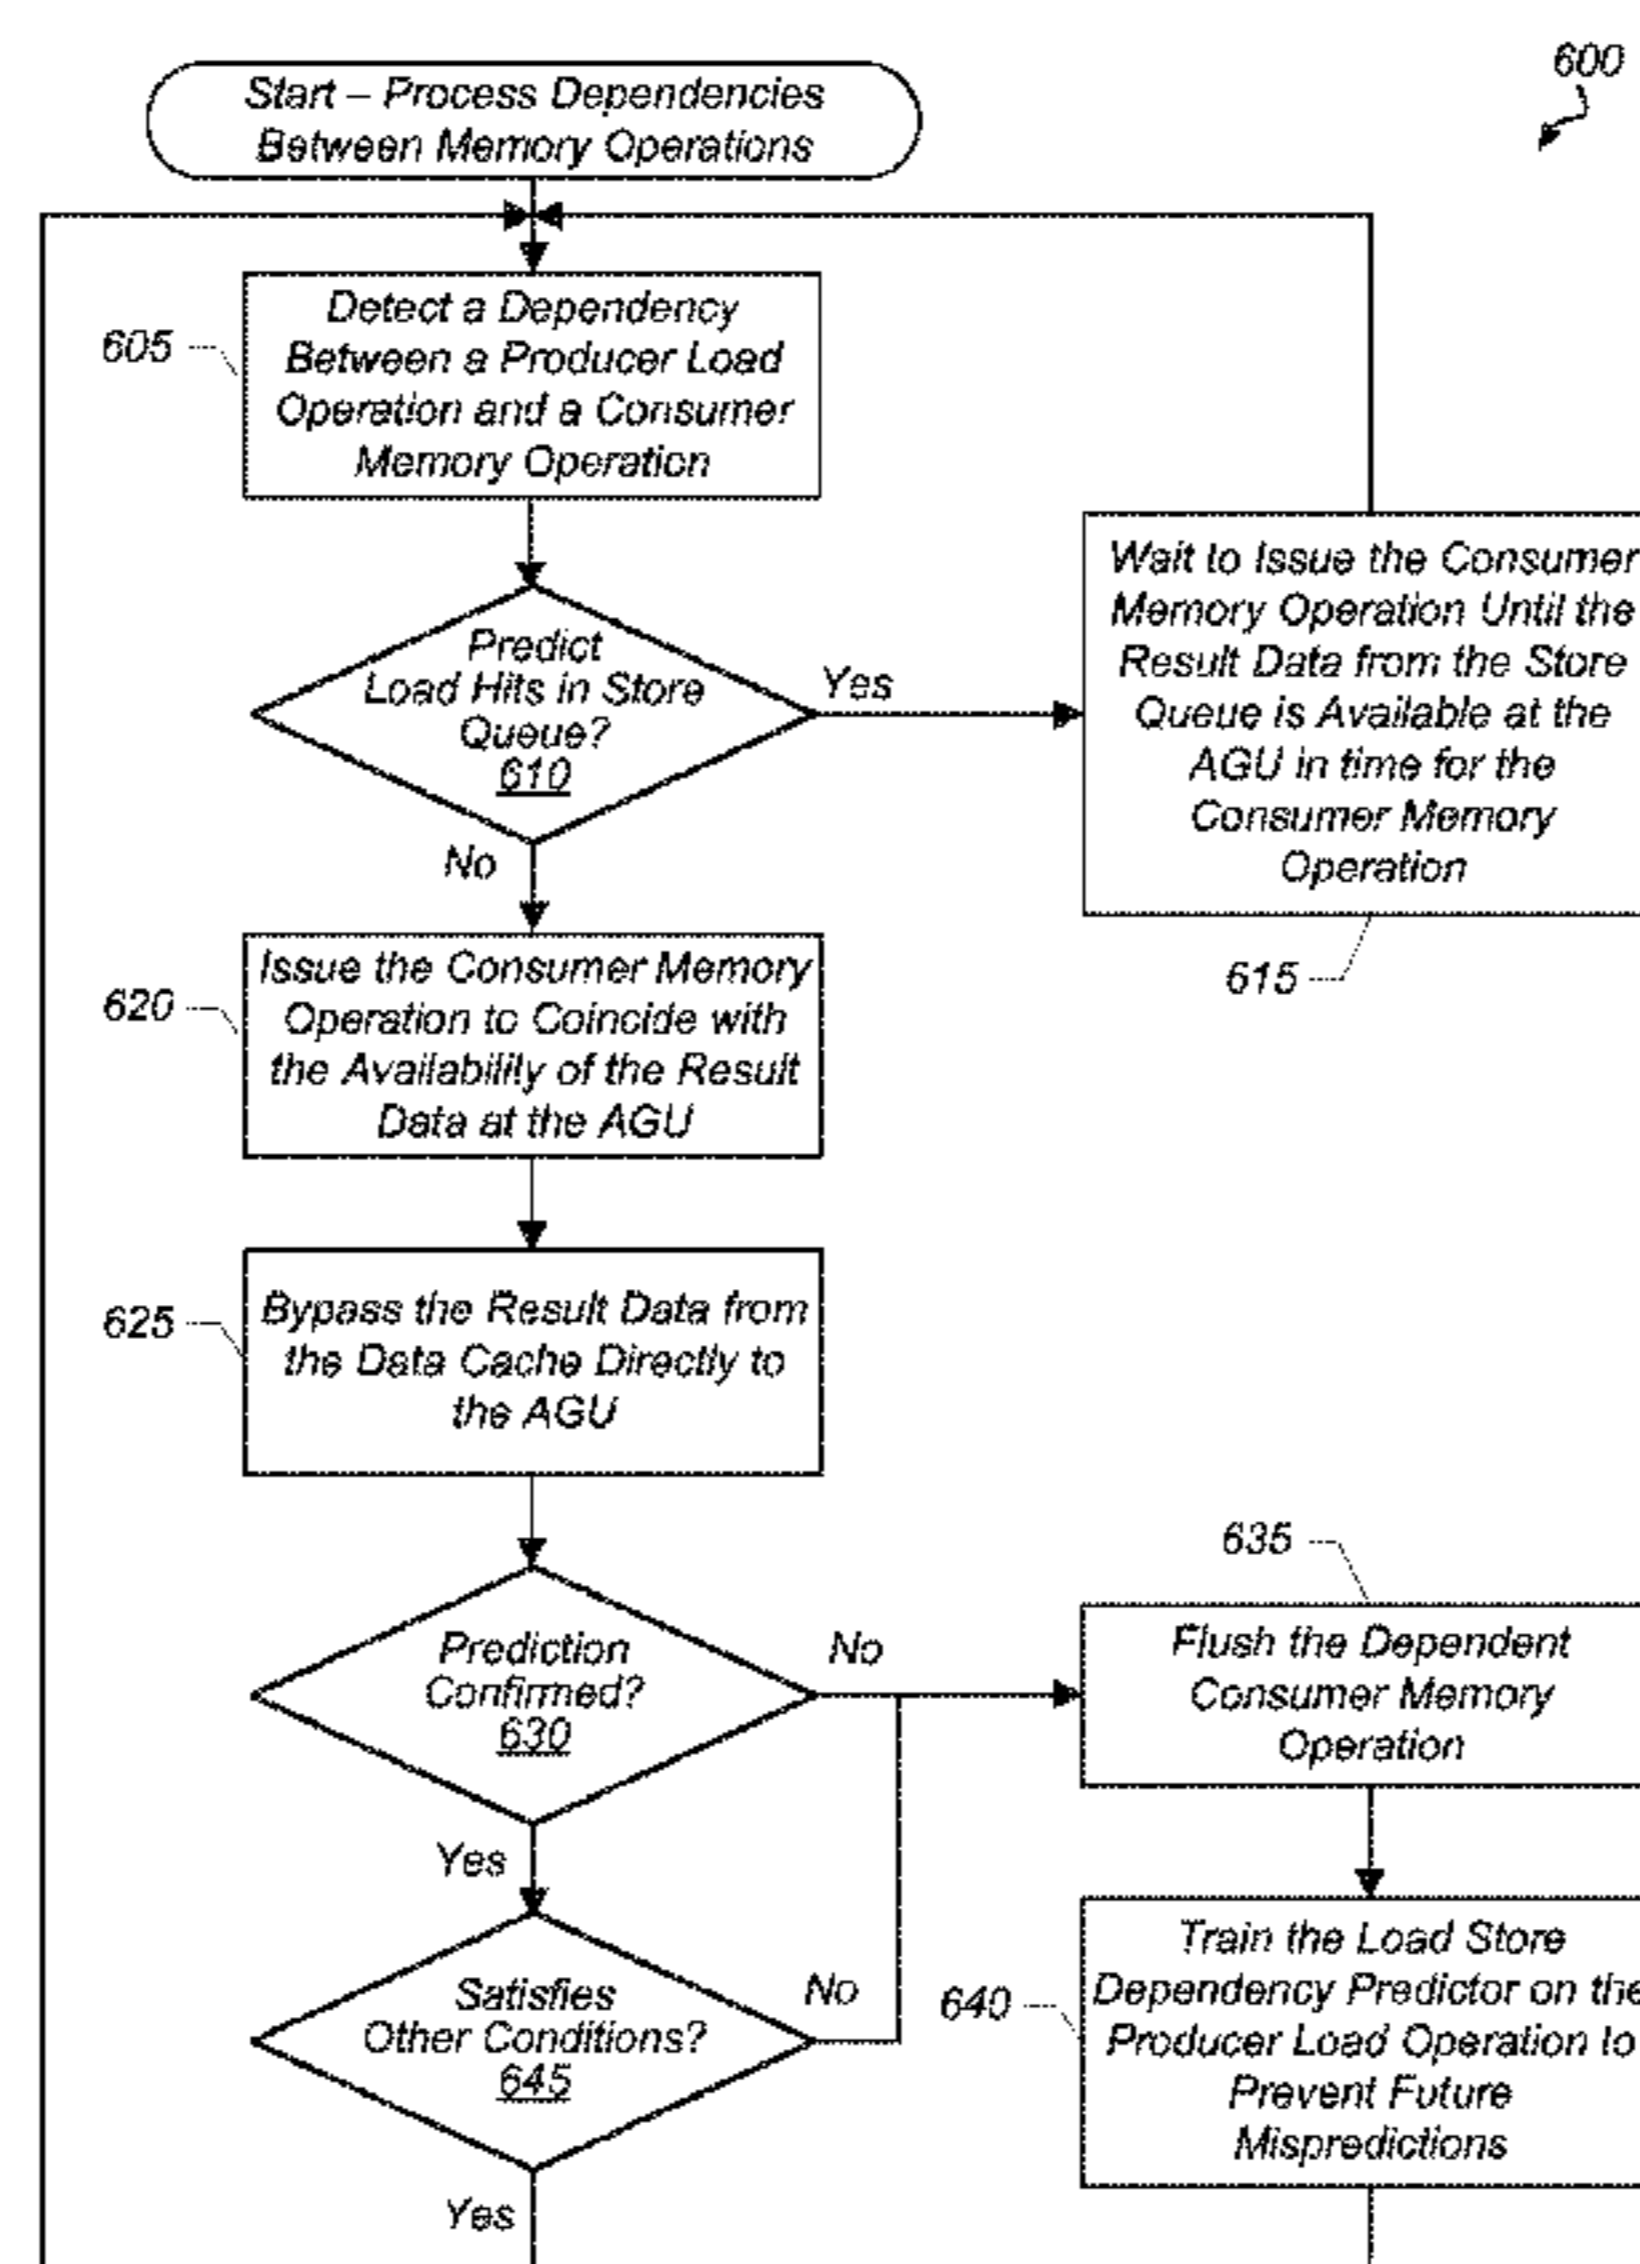 600
Start – Process Dependencies
Between Memory Operations
605
Detect a Dependency
Between a Producer Load
Operation and a Consumer
Memory Operation
Predict
Load Hits in Store
Queue?
610
Yes
No
Wait to Issue the Consumer
Memory Operation Until the
Result Data from the Store
Queue is Available at the
AGU in time for the
Consumer Memory
Operation
615
620
Issue the Consumer Memory
Operation to Coincide with
the Availability of the Result
Data at the AGU
625
Bypass the Result Data from
the Data Cache Directly to
the AGU
Prediction
Confirmed?
630
No
Yes
635
Flush the Dependent
Consumer Memory
Operation
640
Train the Load Store
Dependency Predictor on the
Producer Load Operation to
Prevent Future
Mispredictions
Satisfies
Other Conditions?
645
No
Yes